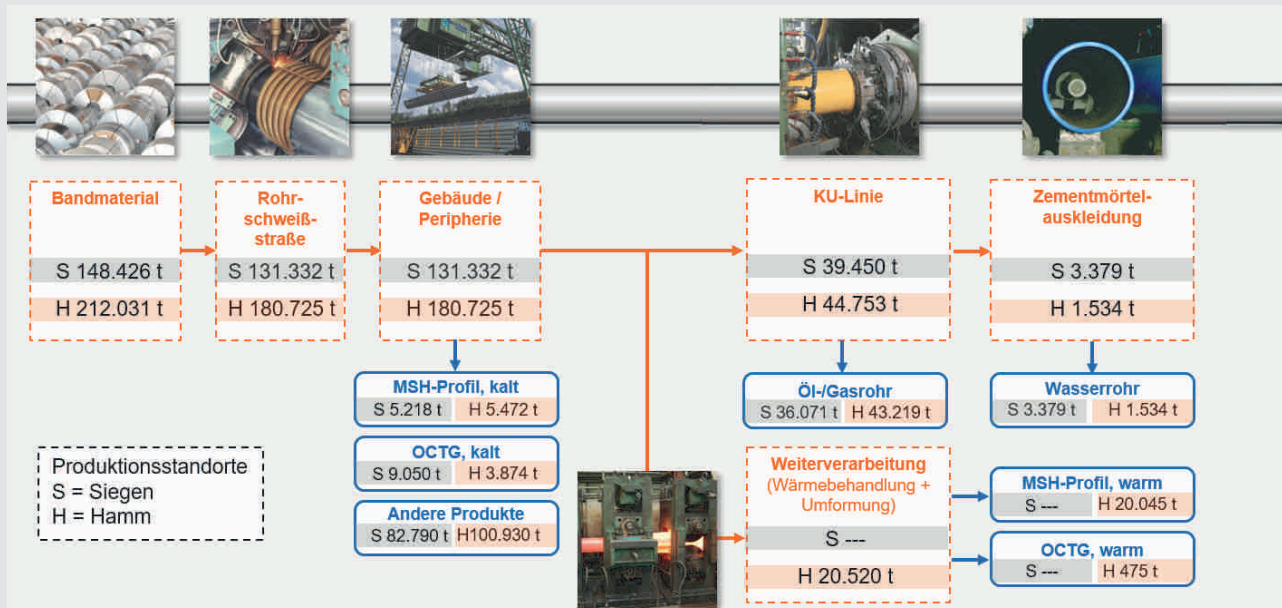 Bandmaterial
S 148.426 t
H 212.031 t
Rohr-
schweiß-
straße
S 131.332 t
H 180.725 t
Gebäude /
Peripherie
S 131.332 t
H 180.725 t
KU-Linie
S 39.450 t
H 44.753 t
Zementmörtel-
auskleidung
S 3.379 t
H 1.534 t
MSH-Profil, kalt
S 5.218 t H 5.472 t
OCTG, kalt
S 9.050 t H 3.874 t
Andere Produkte
S 82.790 t H100.930 t
Öl-/Gasrohr
S 36.071 t H 43.219 t
Wasserrohr
S 3.379 t H 1.534 t
Produktionsstandorte
S = Siegen
H = Hamm
Weiterverarbeitung
(Wärmebehandlung +
Umformung)
S ---
H 20.520 t
MSH-Profil, warm
S --- H 20.045 t
OCTG, warm
S --- H 475 t